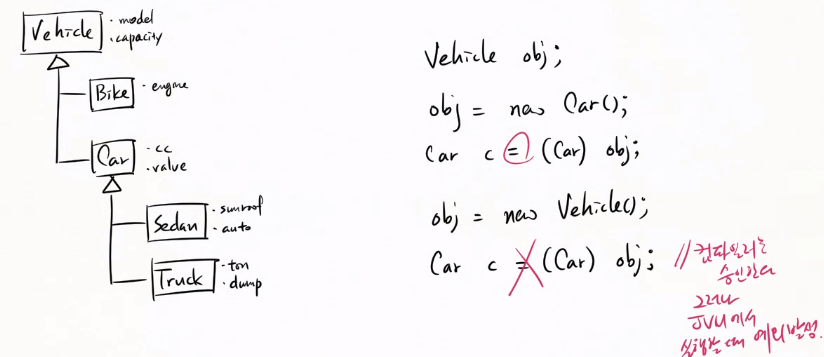 Vehicle
· model
· capacity
Bike
· engine
Car
· cc
· value
Sedan
· sunroof
· auto
Truck
· ton
· dump
Vehicle obj;
obj = new Car();
Car c = (Car) obj;
obj = new Vehicle();
Car c = (Car) obj; // 컴파일러는
승인한다
그러나
JVM에서
실행할 때 예외 발생.